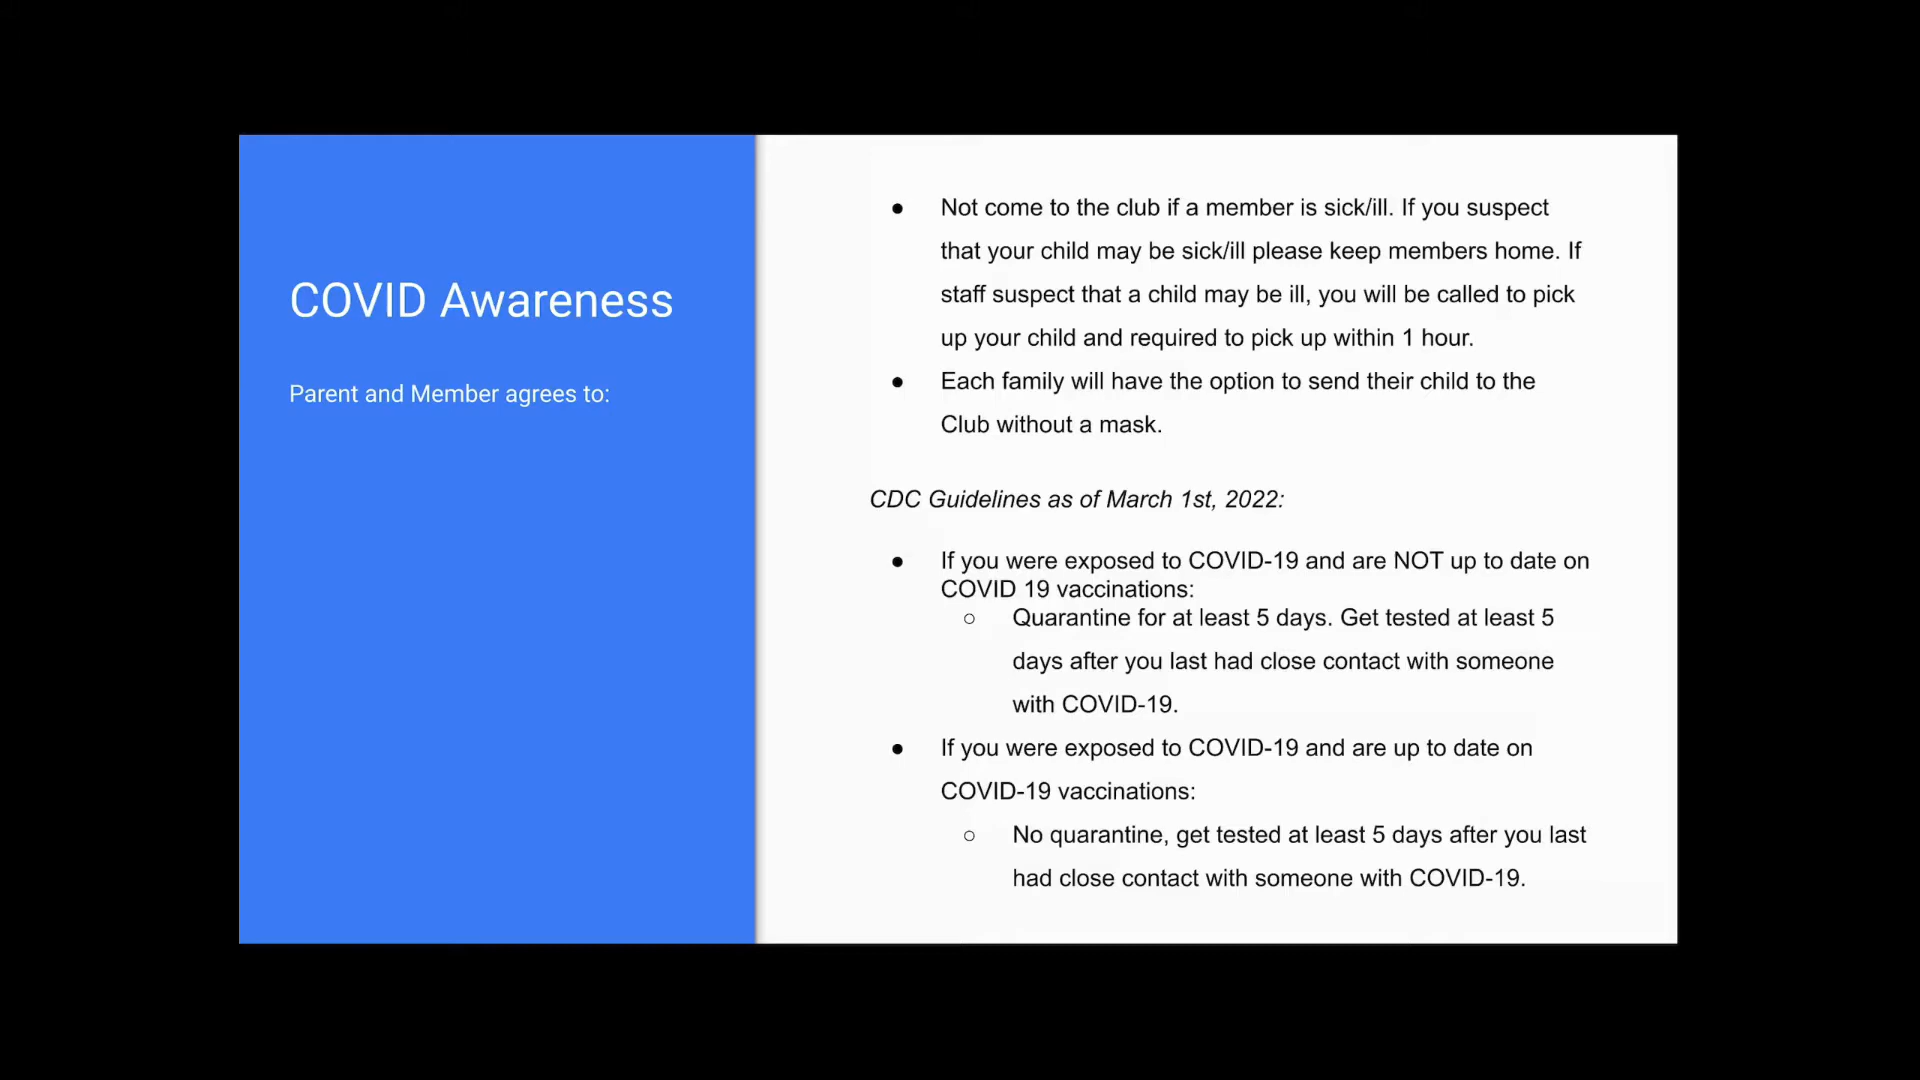 COVID Awareness
Parent and Member agrees to:
● Not come to the club if a member is sick/ill. If you suspect
that your child may be sick/ill please keep members home. If
staff suspect that a child may be ill, you will be called to pick
up your child and required to pick up within 1 hour.
● Each family will have the option to send their child to the
Club without a mask.
CDC Guidelines as of March 1st, 2022:
● If you were exposed to COVID-19 and are NOT up to date on
COVID 19 vaccinations:
○ Quarantine for at least 5 days. Get tested at least 5
days after you last had close contact with someone
with COVID-19.
● If you were exposed to COVID-19 and are up to date on
COVID-19 vaccinations:
○ No quarantine, get tested at least 5 days after you last
had close contact with someone with COVID-19.